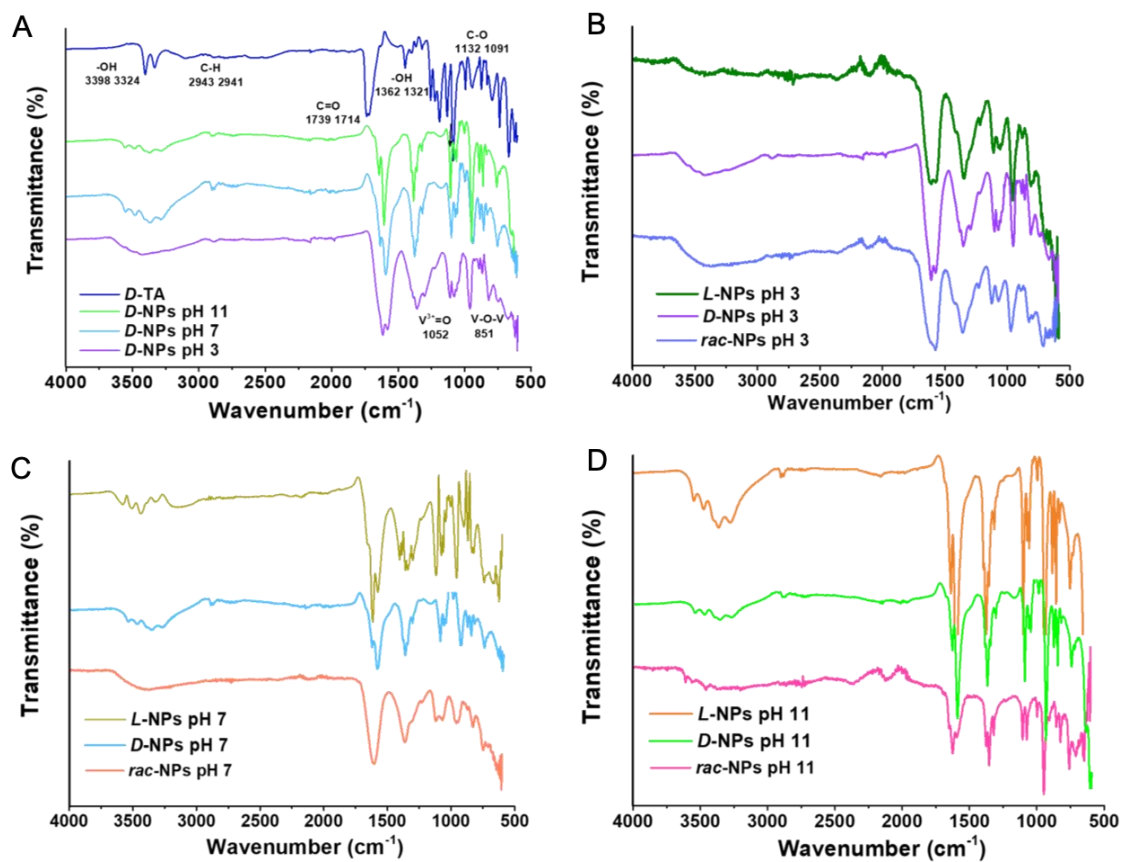 A
Transmittance (%)
-OH
3398 3324
C-H
2943 2941
C=O
1739 1714
-OH
1362 1321
C-O
1132 1091
V³⁺=O
1052
V-O-V
851
D-TA
D-NPs pH 11
D-NPs pH 7
D-NPs pH 3
4000 3500 3000 2500 2000 1500 1000 500
Wavenumber (cm⁻¹)
B
Transmittance (%)
L-NPs pH 3
D-NPs pH 3
rac-NPs pH 3
4000 3500 3000 2500 2000 1500 1000 500
Wavenumber (cm⁻¹)
C
Transmittance (%)
L-NPs pH 7
D-NPs pH 7
rac-NPs pH 7
4000 3500 3000 2500 2000 1500 1000 500
Wavenumber (cm⁻¹)
D
Transmittance (%)
L-NPs pH 11
D-NPs pH 11
rac-NPs pH 11
4000 3500 3000 2500 2000 1500 1000 500
Wavenumber (cm⁻¹)